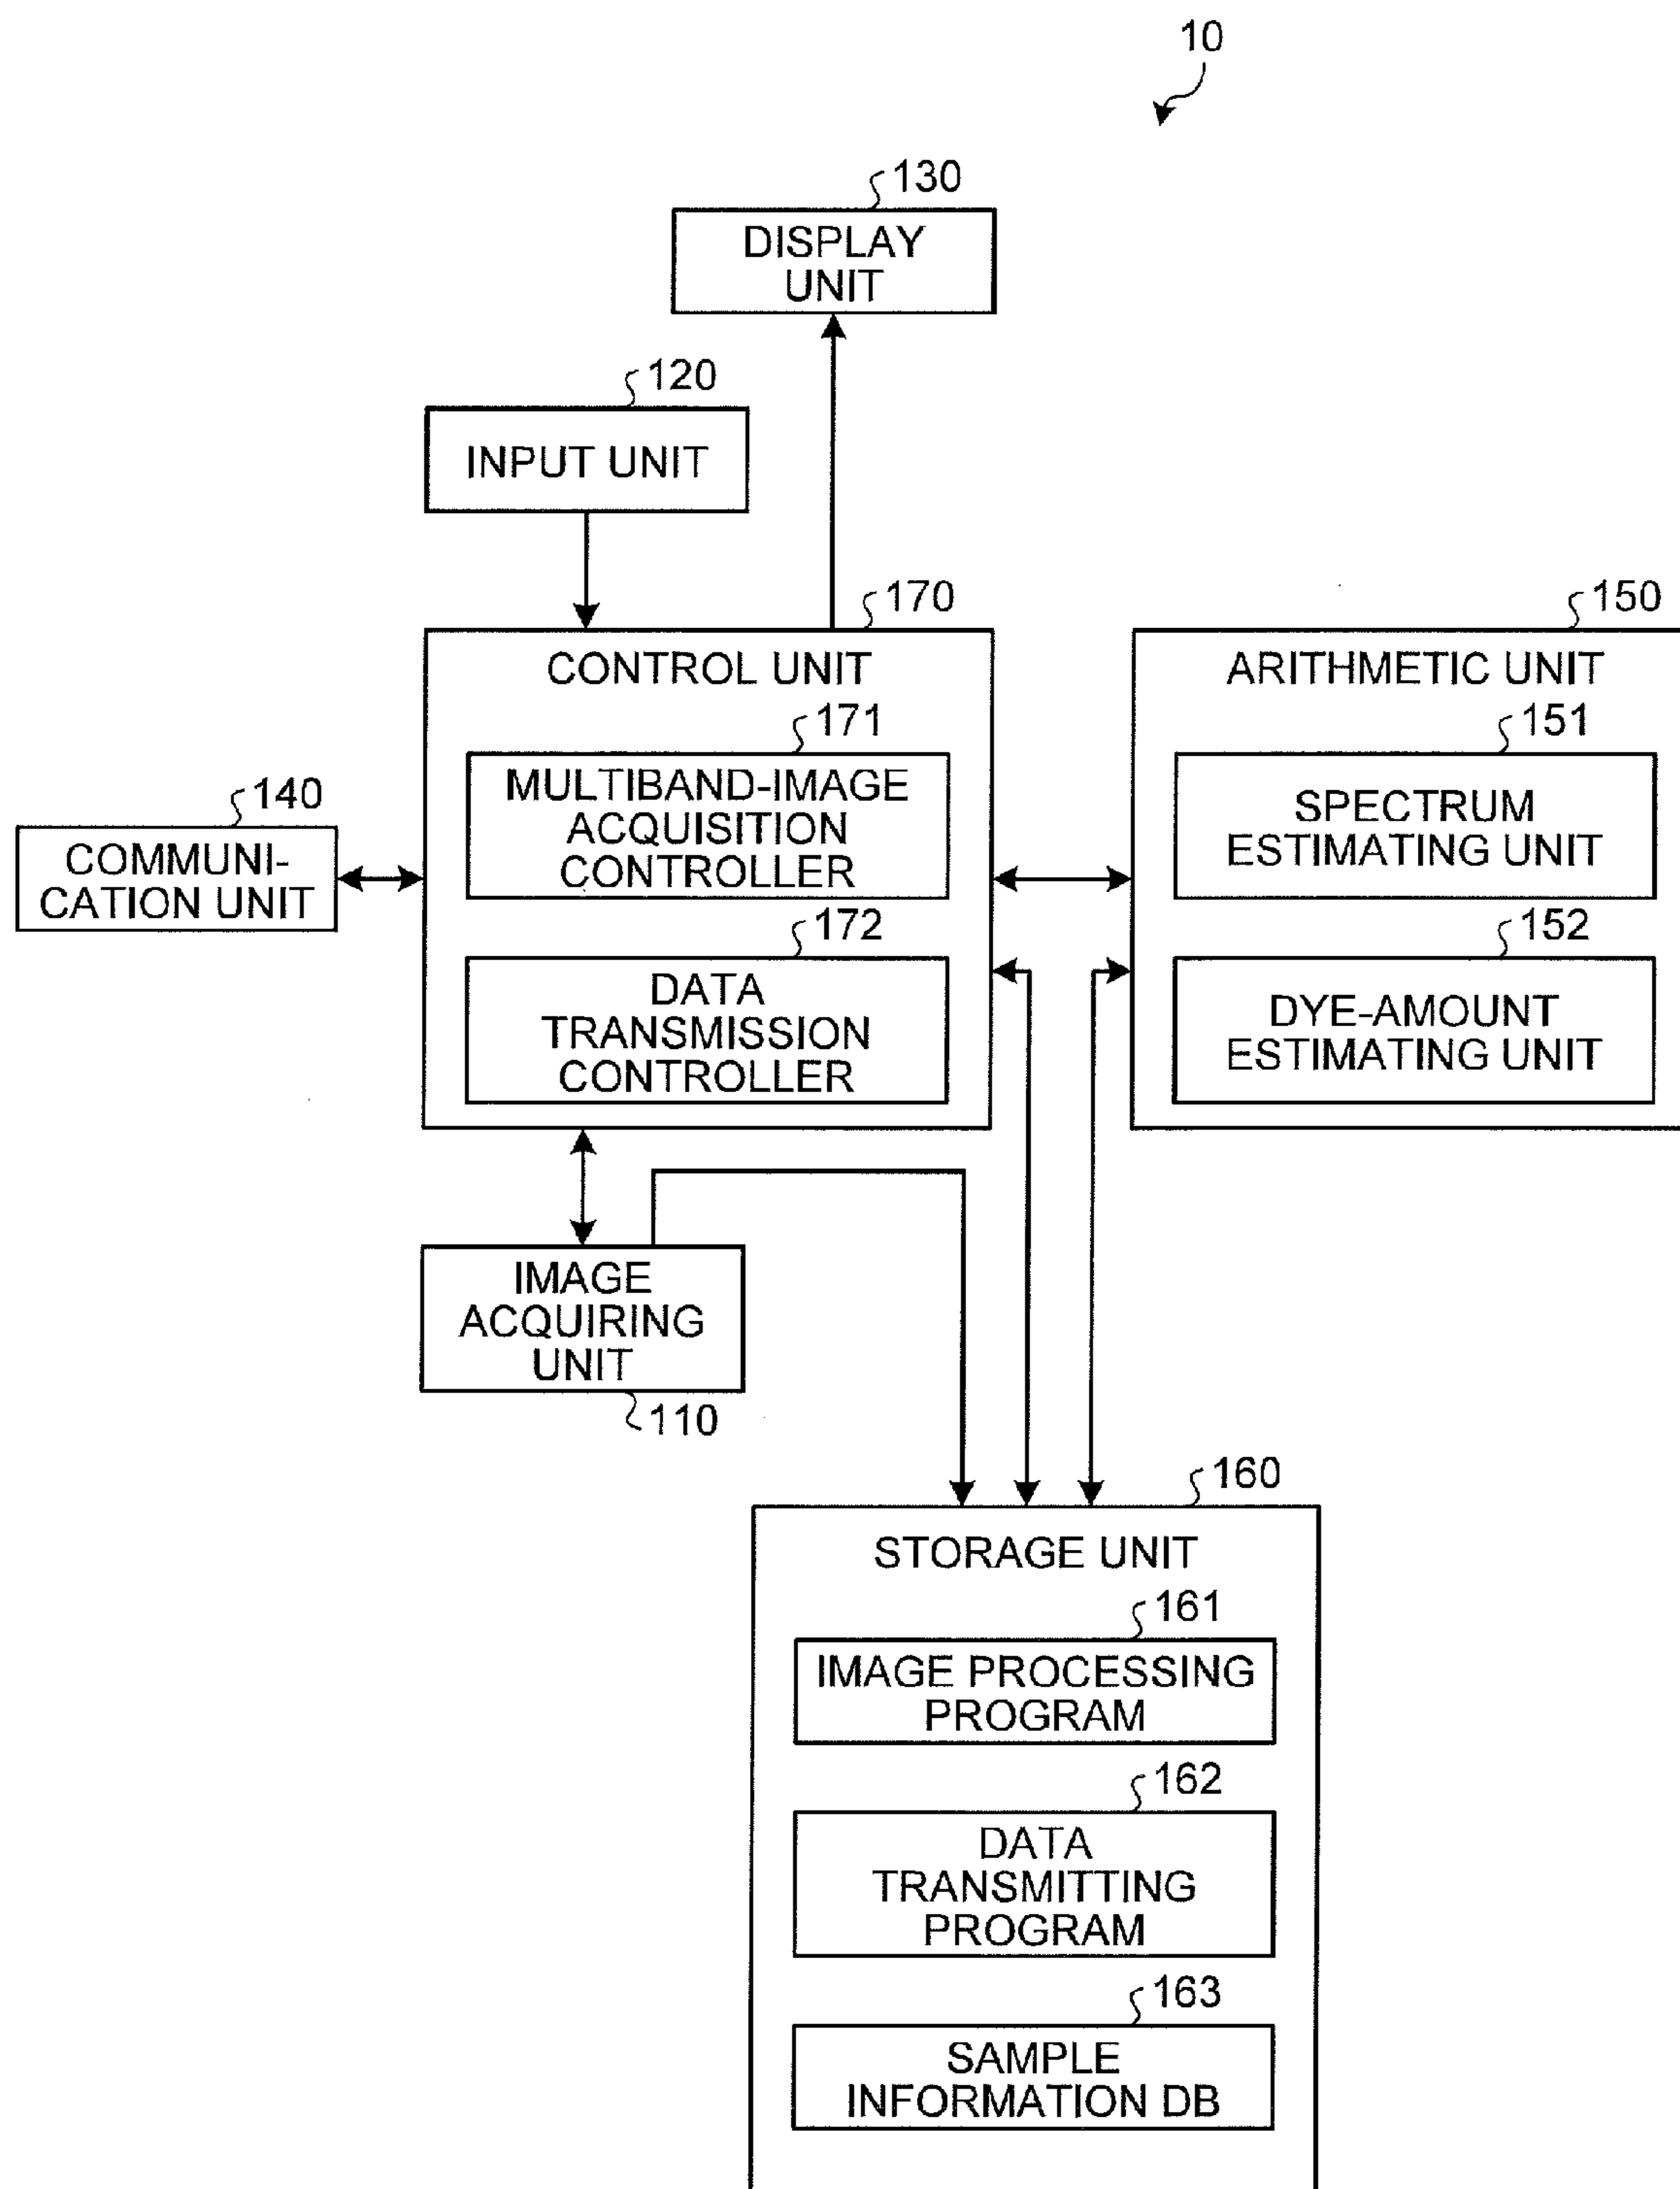 10
130
DISPLAY
UNIT
120
INPUT UNIT
170
CONTROL UNIT
171
MULTIBAND-IMAGE
ACQUISITION
CONTROLLER
172
DATA
TRANSMISSION
CONTROLLER
140
COMMUNI-
CATION UNIT
150
ARITHMETIC UNIT
151
SPECTRUM
ESTIMATING UNIT
152
DYE-AMOUNT
ESTIMATING UNIT
IMAGE
ACQUIRING
UNIT
110
160
STORAGE UNIT
161
IMAGE PROCESSING
PROGRAM
162
DATA
TRANSMITTING
PROGRAM
163
SAMPLE
INFORMATION DB